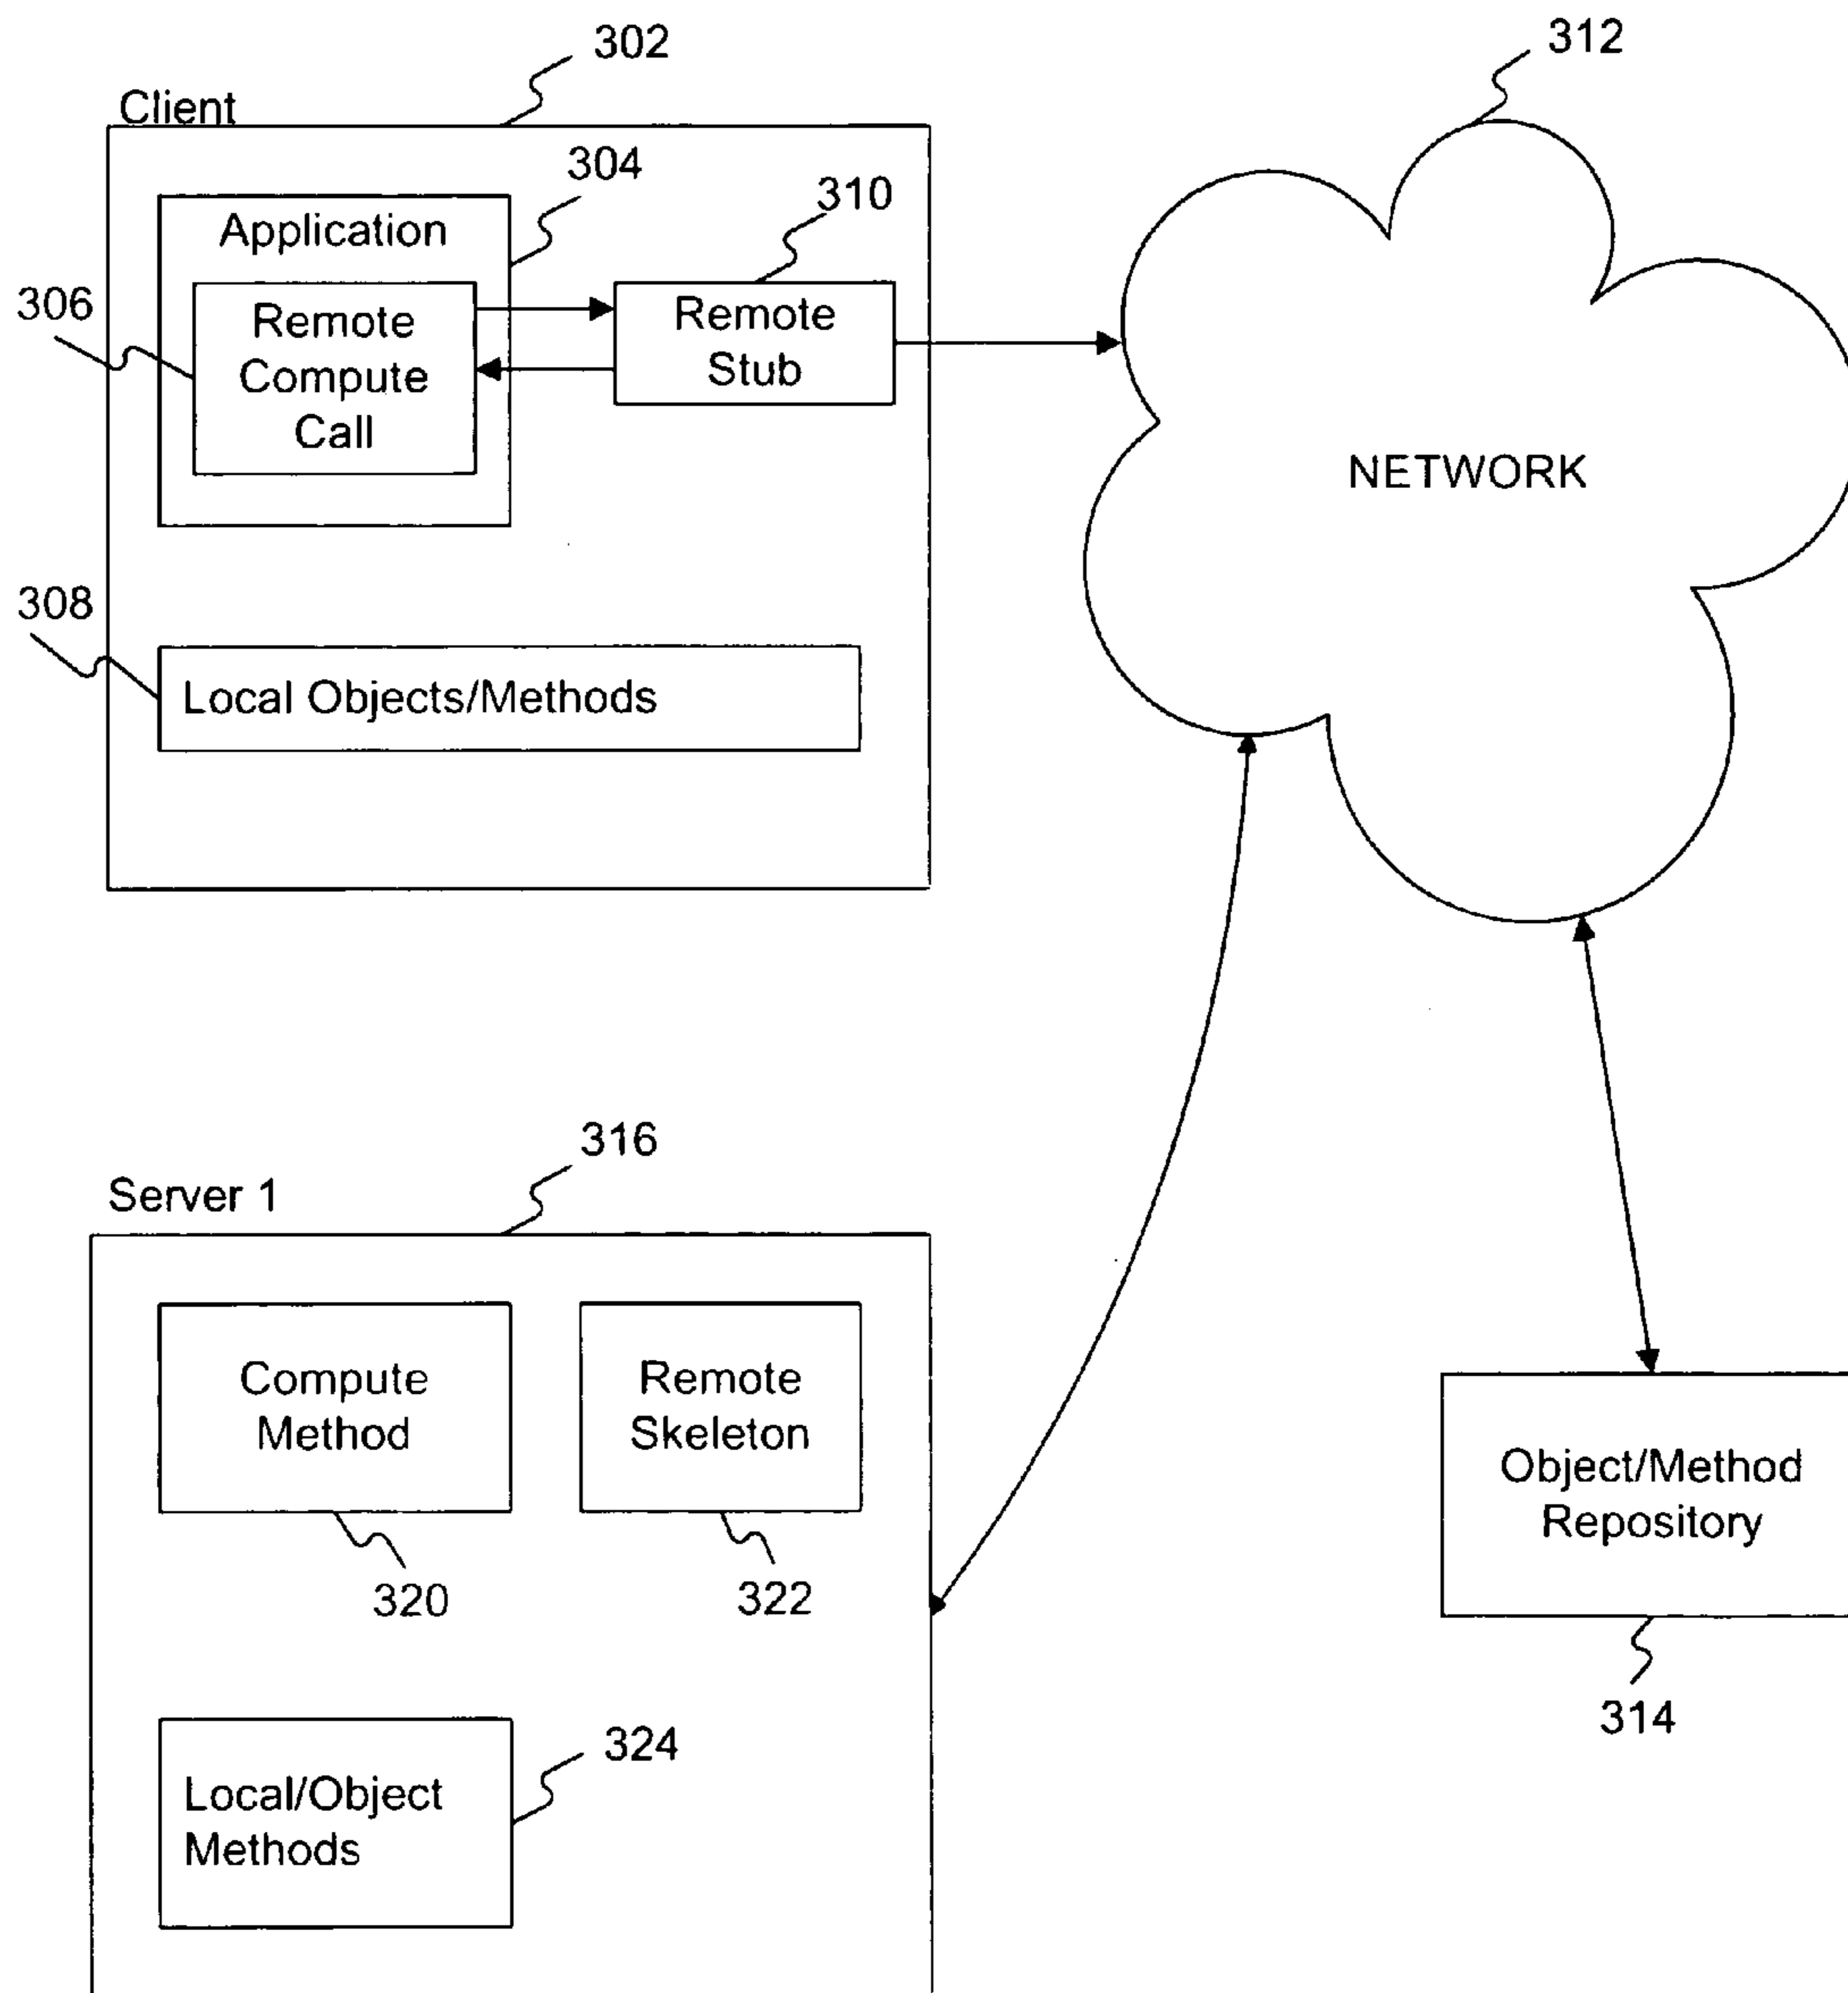 302
312
Client
304
310
Application
306
Remote
Compute
Call
Remote
Stub
NETWORK
308
Local Objects/Methods
316
Server 1
Compute
Method
Remote
Skeleton
Object/Method
Repository
320
322
314
324
Local/Object
Methods